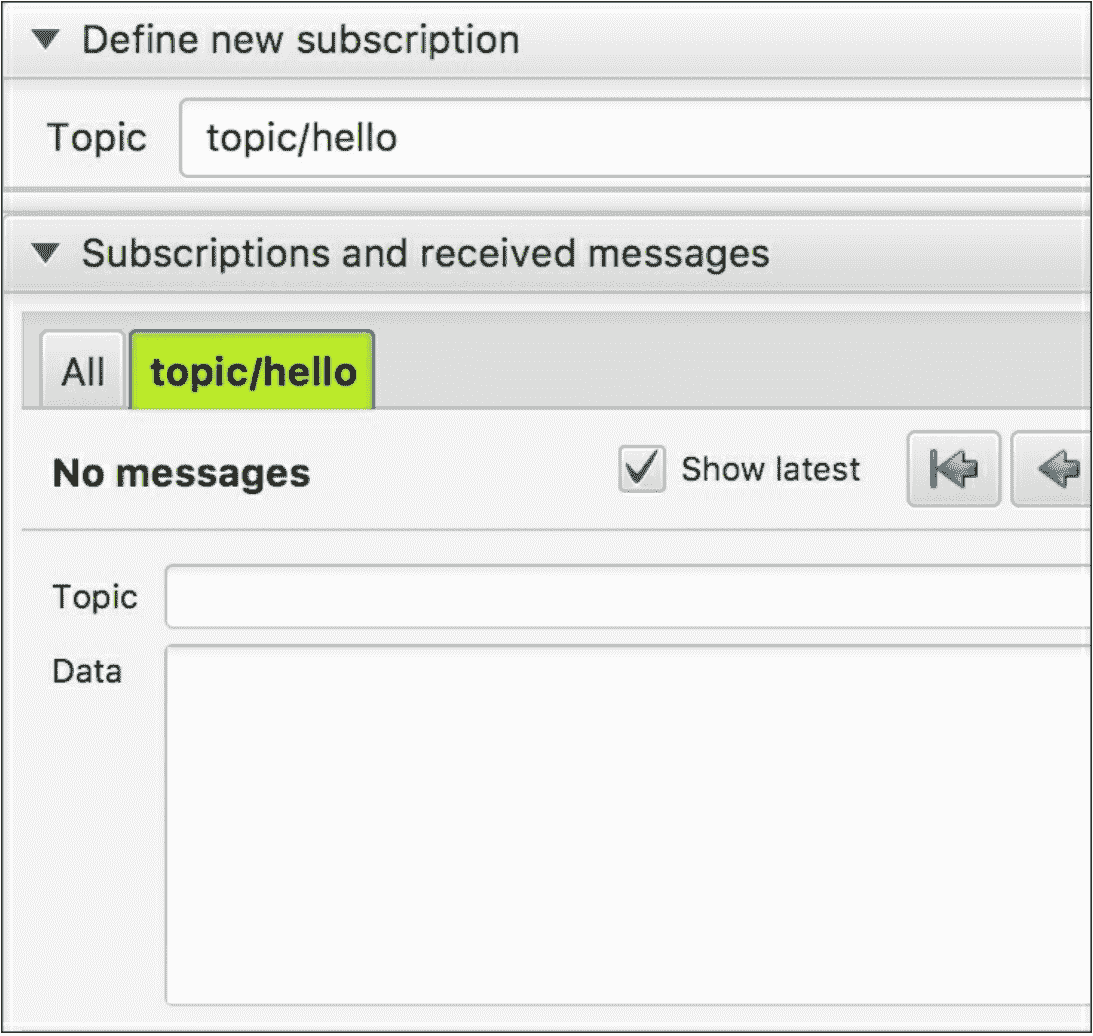 Define new subscription
Topic topic/hello
Subscriptions and received messages
All topic/hello
No messages Show latest
Topic
Data